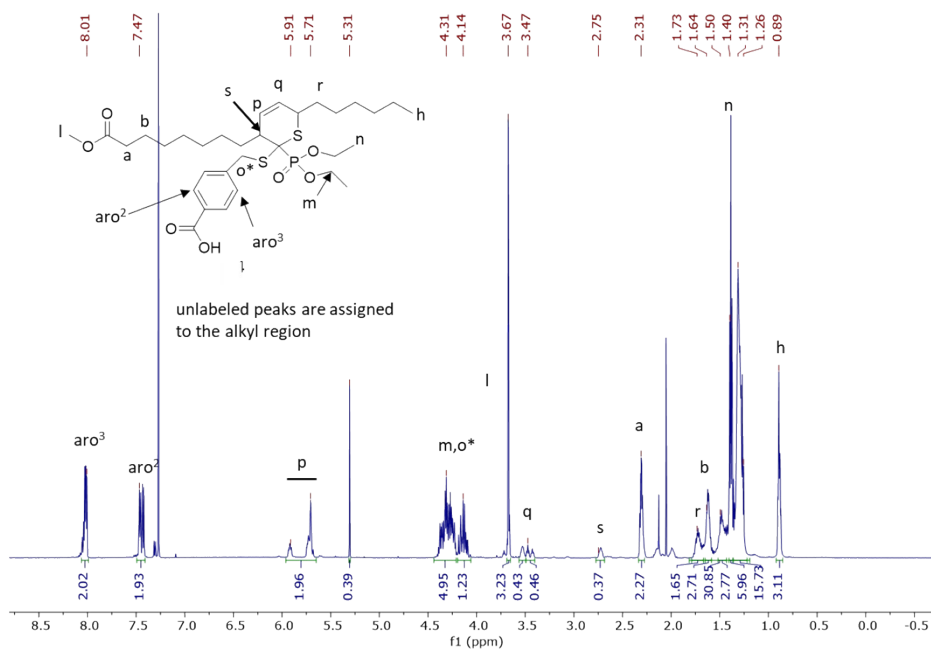 8.01 7.47 5.91 5.71 5.31 4.31 4.14 3.67 3.47 2.75 2.31 1.73 1.64 1.50 1.40 1.31 1.26 0.89
s p q r h
l O O b a
S S n
o* P O O O m
aro² aro³
O OH
unlabeled peaks are assigned
to the alkyl region
n
l
h
aro³ aro² p m,o* q s a r b
2.02 1.93 1.96 0.39 4.95 1.23 3.23 0.43 0.46 0.37 2.27 1.65 2.71 30.85 2.77 5.96 15.73 3.11
8.5 8.0 7.5 7.0 6.5 6.0 5.5 5.0 4.5 4.0 3.5 3.0 2.5 2.0 1.5 1.0 0.5 0.0 -0.5
f1 (ppm)